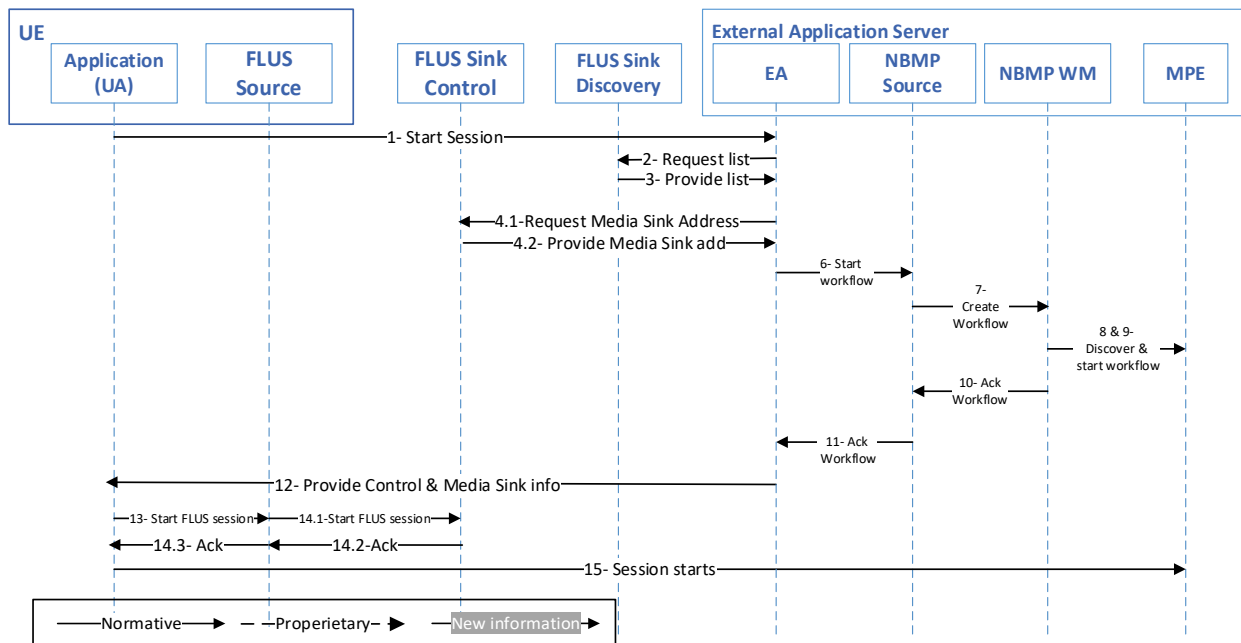 UE
External Application Server
Application
(UA)
FLUS
Source
FLUS Sink
Control
FLUS Sink
Discovery
EA
NBMP
Source
NBMP WM
MPE
1- Start Session
2- Request list
3- Provide list
4.1-Request Media Sink Address
4.2- Provide Media Sink add
6- Start
workflow
7-
Create
Workflow
8 & 9-
Discover &
start workflow
10- Ack
Workflow
11- Ack
Workflow
12- Provide Control & Media Sink info
13- Start FLUS session
14.1-Start FLUS session
14.3- Ack
14.2-Ack
15- Session starts
Normative
Properietary
New information